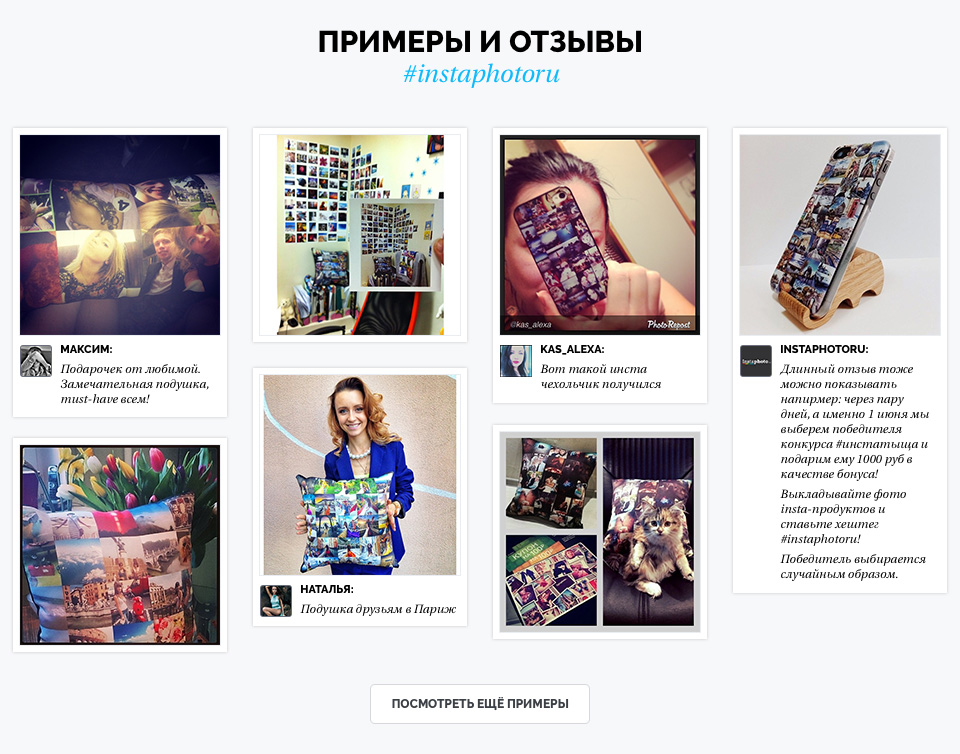 ПРИМЕРЫ И ОТЗЫВЫ
#instaphotoru
МАКСИМ:
Подарочек от любимой.
Замечательная подушка,
must-have всем!
НАТАЛЬЯ:
Подушка друзьям в Париж
@kas_alexa
PhotoRepost
KAS_ALEXA:
Вот такой инста
чехольчик получился
КУПОН
INSTAPHOTORU:
Длинный отзыв тоже
можно показывать
напирмер: через пару
дней, а именно 1 июня мы
выберем победителя
конкурса #инстатыща и
подарим ему 1000 руб в
качестве бонуса!
Выкладывайте фото
insta-продуктов и
ставьте хештег
#instaphotoru!
Победитель выбирается
случайным образом.
ПОСМОТРЕТЬ ЕЩЁ ПРИМЕРЫ